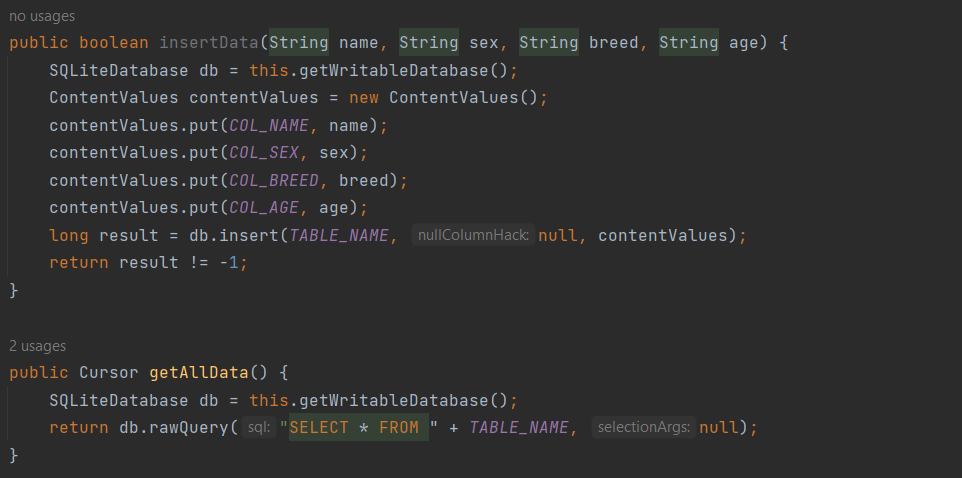 no usages
public boolean insertData(String name, String sex, String breed, String age) {
SQLiteDatabase db = this.getWritableDatabase();
ContentValues contentValues = new ContentValues();
contentValues.put(COL_NAME, name);
contentValues.put(COL_SEX, sex);
contentValues.put(COL_BREED, breed);
contentValues.put(COL_AGE, age);
long result = db.insert(TABLE_NAME, nullColumnHack: null, contentValues);
return result != -1;
}
2 usages
public Cursor getAllData() {
SQLiteDatabase db = this.getWritableDatabase();
return db.rawQuery( sql: "SELECT * FROM " + TABLE_NAME, selectionArgs: null);
}